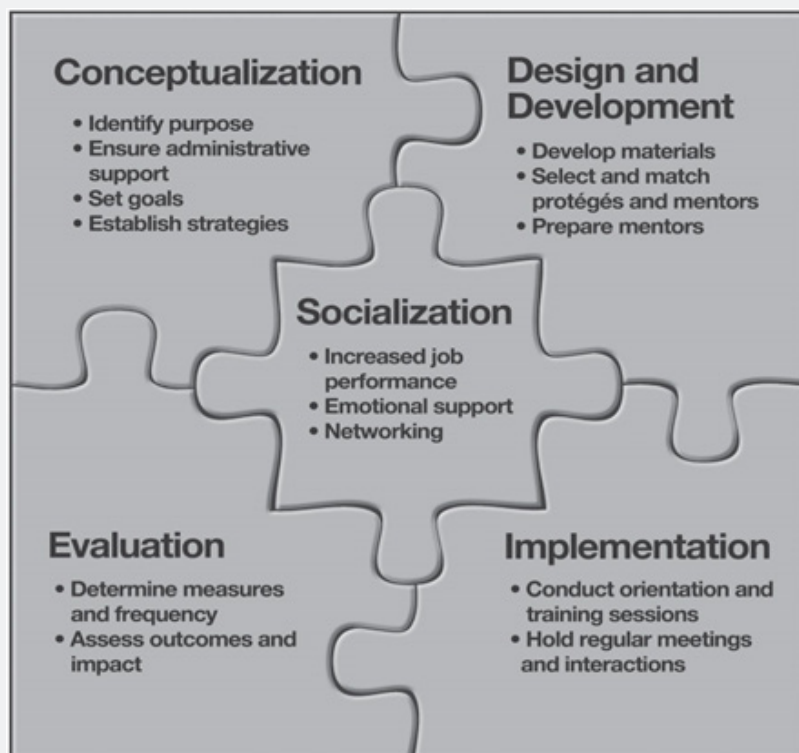 Conceptualization
• Identify purpose
• Ensure administrative
support
• Set goals
• Establish strategies
Design and
Development
• Develop materials
• Select and match
protégés and mentors
• Prepare mentors
Socialization
• Increased job
performance
• Emotional support
• Networking
Evaluation
• Determine measures
and frequency
• Assess outcomes and
impact
Implementation
• Conduct orientation and
training sessions
• Hold regular meetings
and interactions